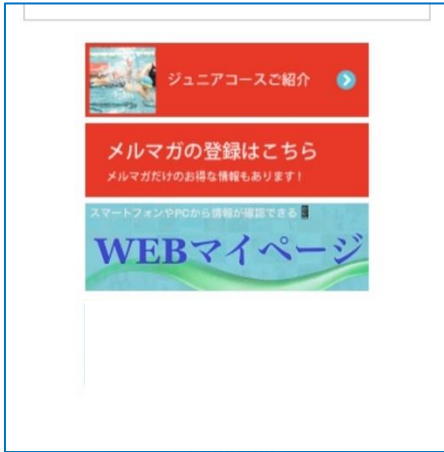 ジュニアコースご紹介
メルマガの登録はこちら
メルマガだけのお得な情報もあります!
スマートフォンやPCから情報が確認できる
WEBマイページ